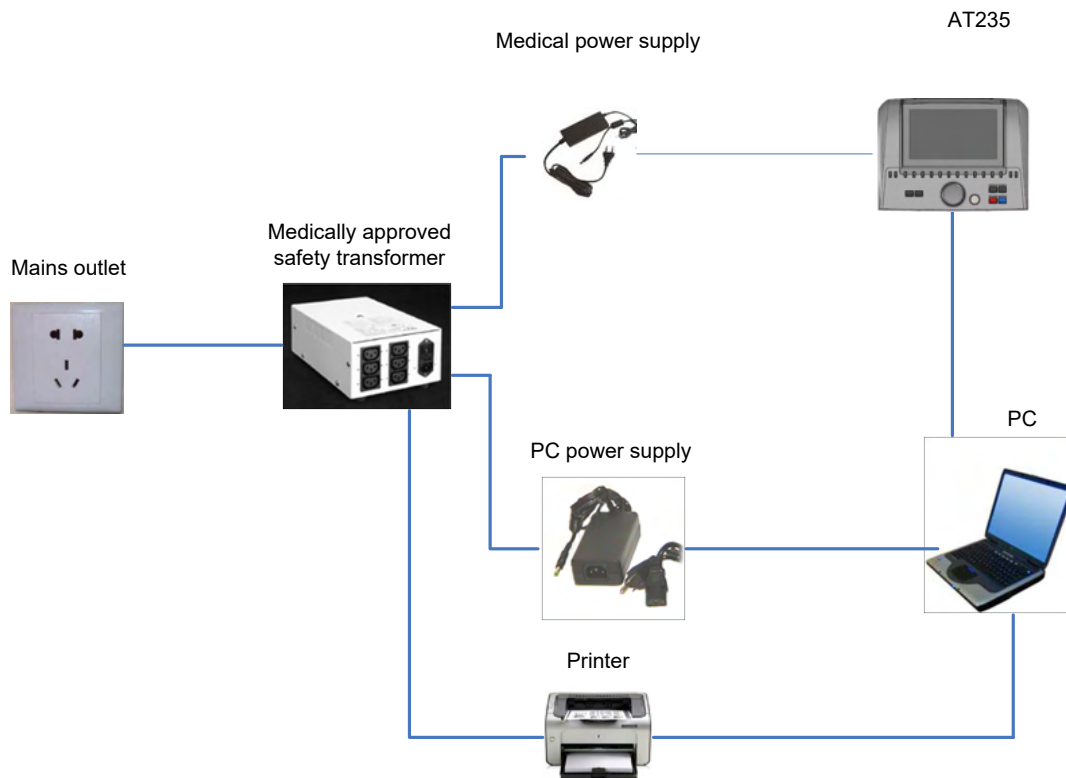 AT235
Medical power supply
Medically approved
safety transformer
Mains outlet
PC
PC power supply
Printer